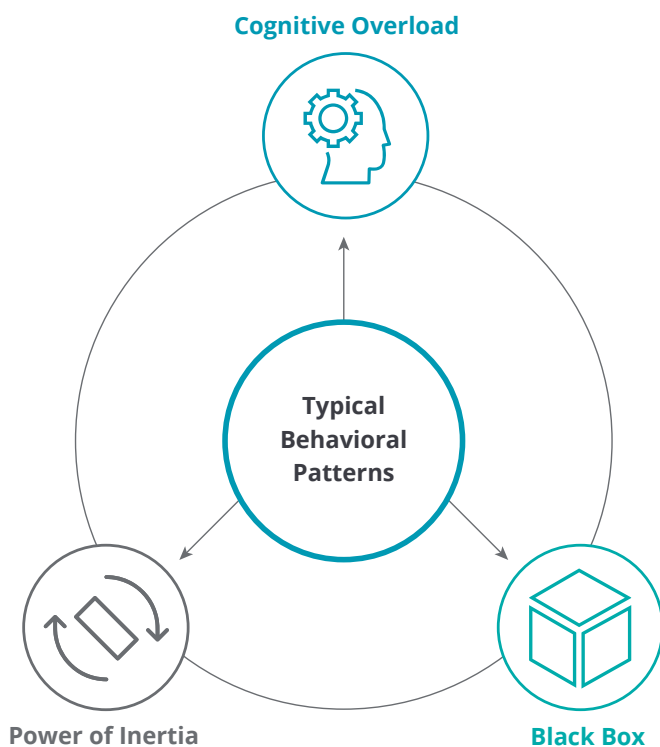 Cognitive Overload
Typical
Behavioral
Patterns
Power of Inertia
Black Box